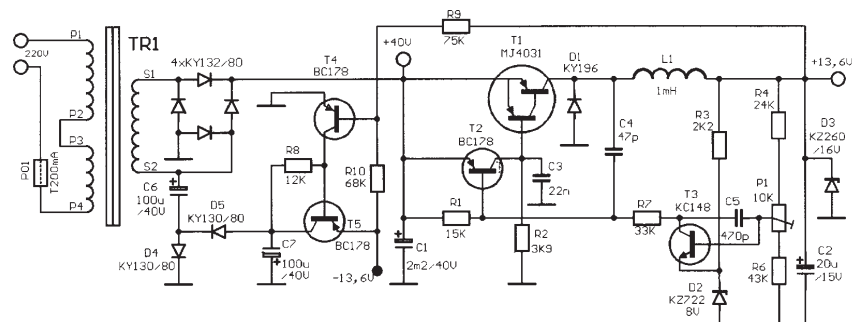 220V
P1
P2
P3
P4
PO1
T200mA
TR1
S1
S2
4xKY132/80
C6
100u
/40V
D4
KY130/80
D5
KY130/80
R8
12K
C7
100u
/40V
T4
BC178
T5
BC178
R10
68K
-13,6V
R9
75K
+40V
C1
2m2/40V
T2
BC178
R1
15K
T1
MJ4031
C3
22n
R2
3K9
D1
KY196
C4
47p
L1
1mH
R7
33K
T3
KC148
C5
470p
R3
2K2
D2
KZ722
8V
R4
24K
P1
10K
R6
43K
+13,6V
D3
KZ260
/16V
C2
20u
/15V